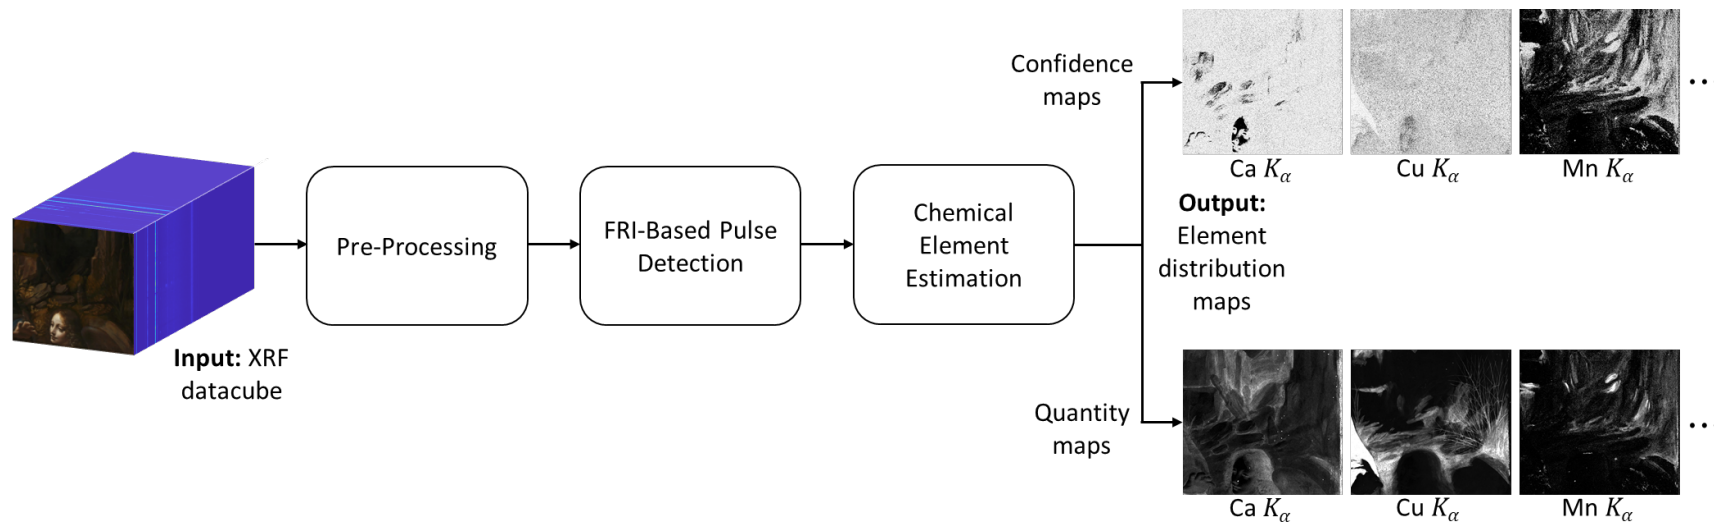 Input: XRF
datacube
Pre-Processing
FRI-Based Pulse
Detection
Chemical
Element
Estimation
Confidence
maps
Ca Kα
Cu Kα
Mn Kα
Output:
Element
distribution
maps
Quantity
maps
Ca Kα
Cu Kα
Mn Kα